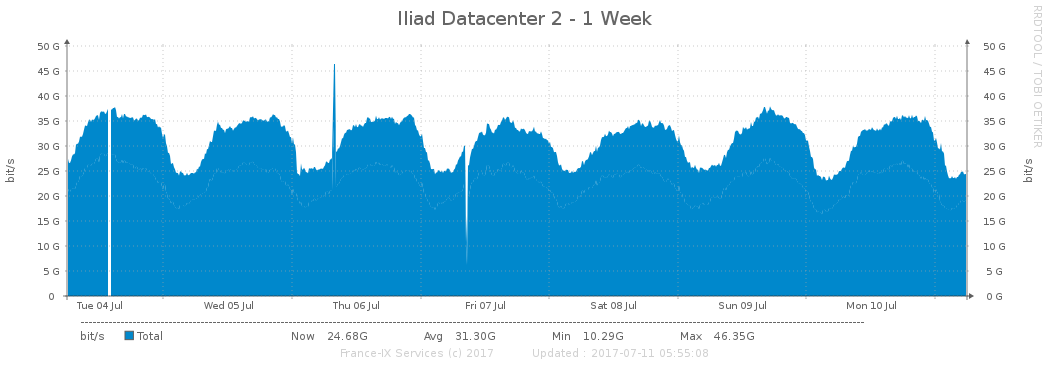 Iliad Datacenter 2 - 1 Week
RRDTOOL / TOBI OETIKER
bit/s
50 G 50 G
45 G 45 G
40 G 40 G
35 G 35 G
30 G 30 G
25 G 25 G
20 G 20 G
15 G 15 G
10 G 10 G
5 G 5 G
0 0 G
bit/s
Tue 04 Jul Wed 05 Jul Thu 06 Jul Fri 07 Jul Sat 08 Jul Sun 09 Jul Mon 10 Jul
bit/s Total Now 24.68G Avg 31.30G Min 10.29G Max 46.35G
France-IX Services (c) 2017 Updated : 2017-07-11 05:55:08